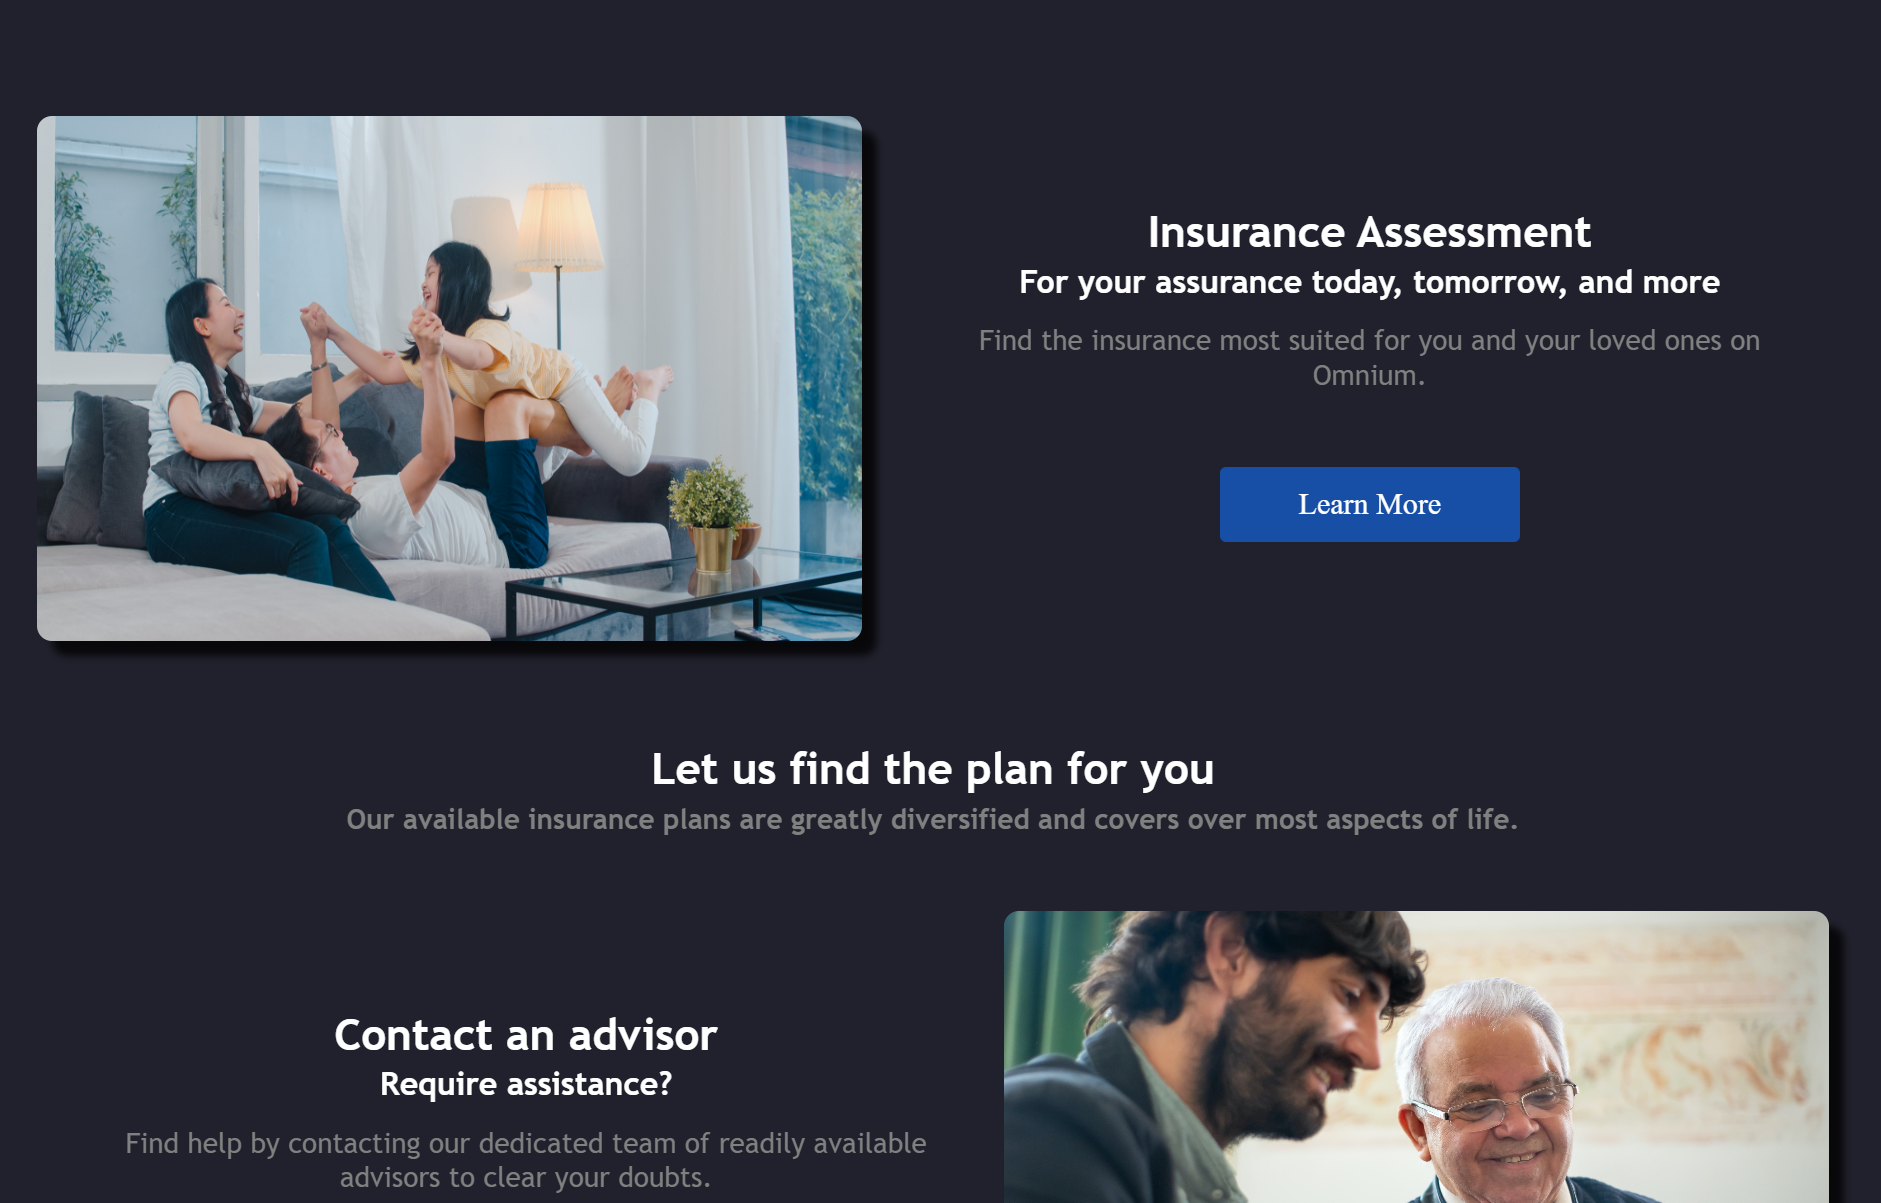 Insurance Assessment
For your assurance today, tomorrow, and more
Find the insurance most suited for you and your loved ones on
Omnium.
Learn More
Let us find the plan for you
Our available insurance plans are greatly diversified and covers over most aspects of life.
Contact an advisor
Require assistance?
Find help by contacting our dedicated team of readily available
advisors to clear your doubts.